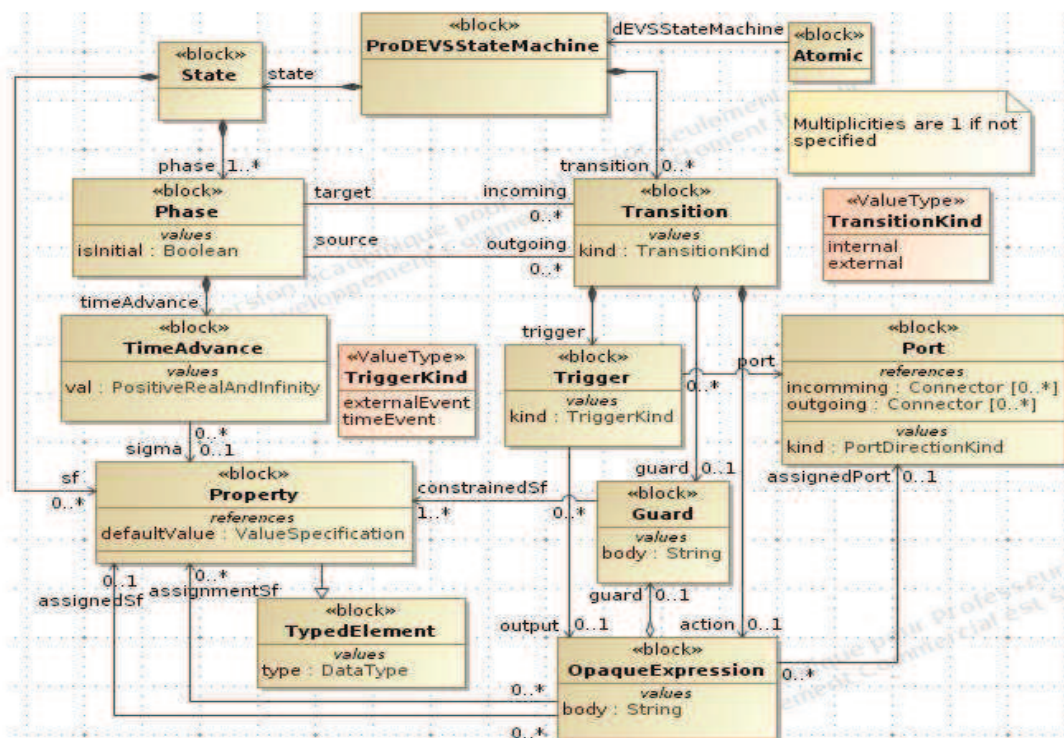 «block»
ProDEVSStateMachine
dEVSStateMachine
«block»
Atomic
«block»
State
state
Multiplicities are 1 if not
specified
phase
1..*
transition
0..*
«block»
Phase
values
isInitial : Boolean
target
incoming
0..*
source
outgoing
0..*
«block»
Transition
values
kind : TransitionKind
«ValueType»
TransitionKind
internal
external
timeAdvance
«block»
TimeAdvance
values
val : PositiveRealAndInfinity
«ValueType»
TriggerKind
externalEvent
timeEvent
trigger
«block»
Trigger
values
kind : TriggerKind
port
0..*
«block»
Port
references
incomming : Connector [0..*]
outgoing : Connector [0..*]
values
kind : PortDirectionKind
0..*
sigma
0..1
guard
0..1
assignedPort
0..1
sf
0..*
«block»
Property
references
defaultValue : ValueSpecification
constrainedSf
1..*
0..*
«block»
Guard
values
body : String
0..1
assignedSf
0..*
assignmentSf
«block»
TypedElement
values
type : DataType
guard
0..1
output
0..1
action
0..1
«block»
OpaqueExpression
values
body : String
0..*
0..*
0..*